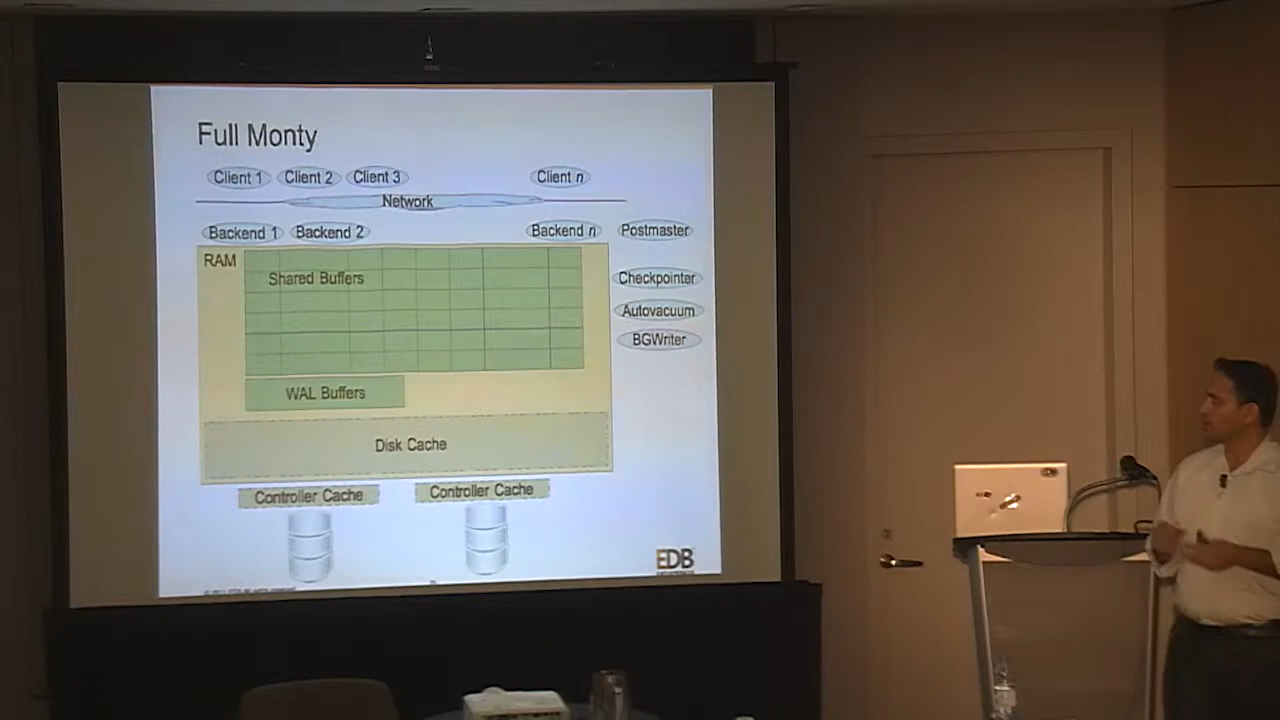 Full Monty
Client 1 Client 2 Client 3 Client n
Network
Backend 1 Backend 2 Backend n Postmaster
RAM
Shared Buffers Checkpointer
Autovacuum
BGWriter
WAL Buffers
Disk Cache
Controller Cache Controller Cache
EDB